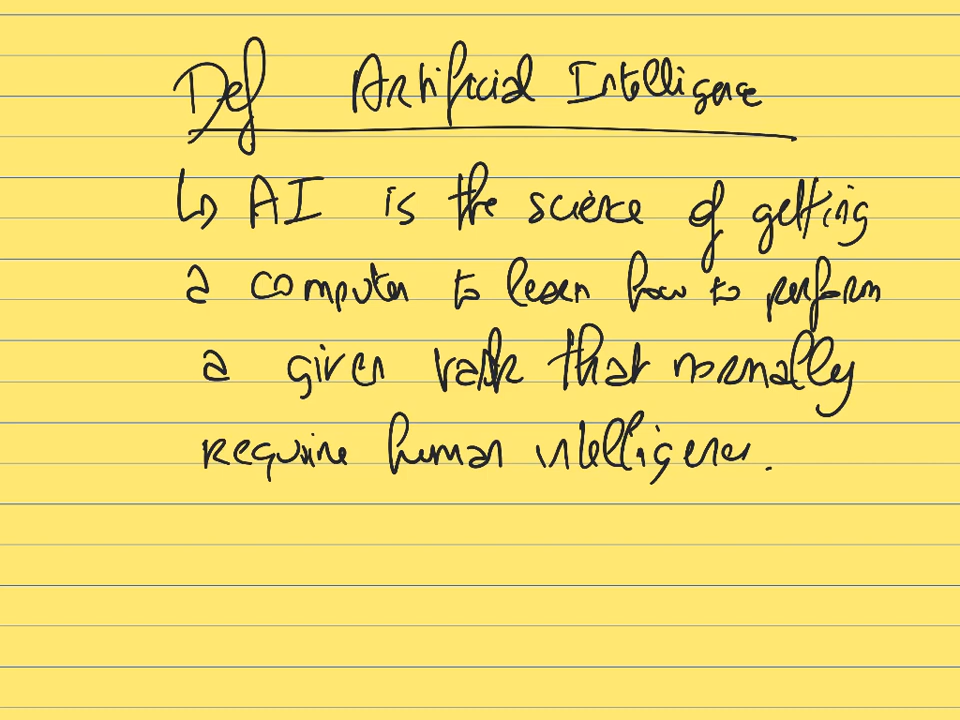 Def Artificial Intelligence
↳ AI is the science of getting
a computer to learn how to perform
a given task that normally
require human intelligence.